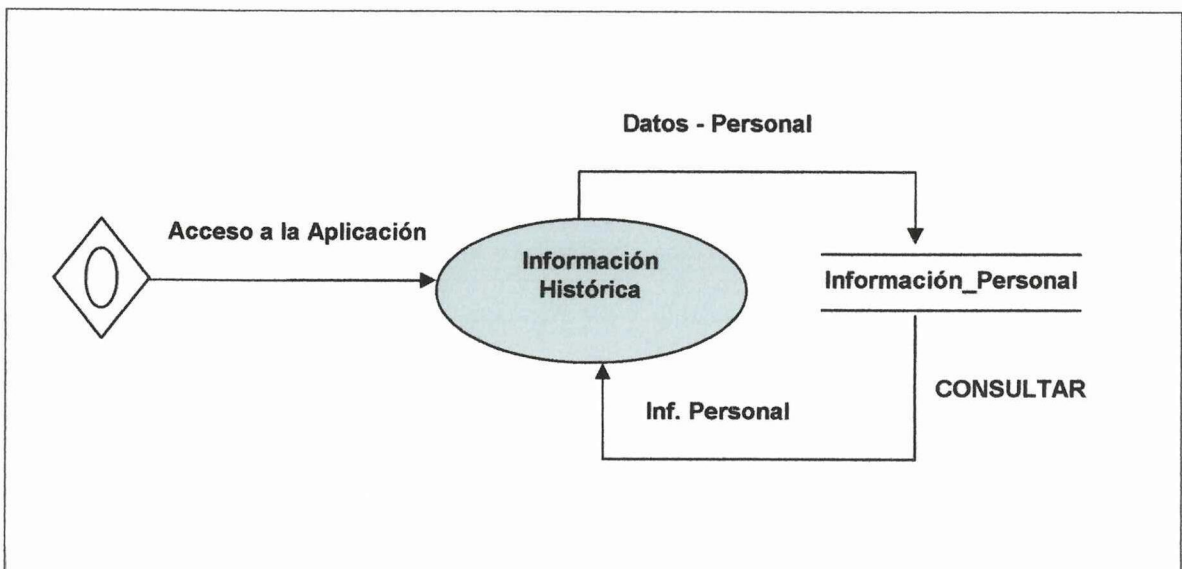 Datos - Personal
Acceso a la Aplicación
Información
Histórica
Información_Personal
CONSULTAR
Inf. Personal